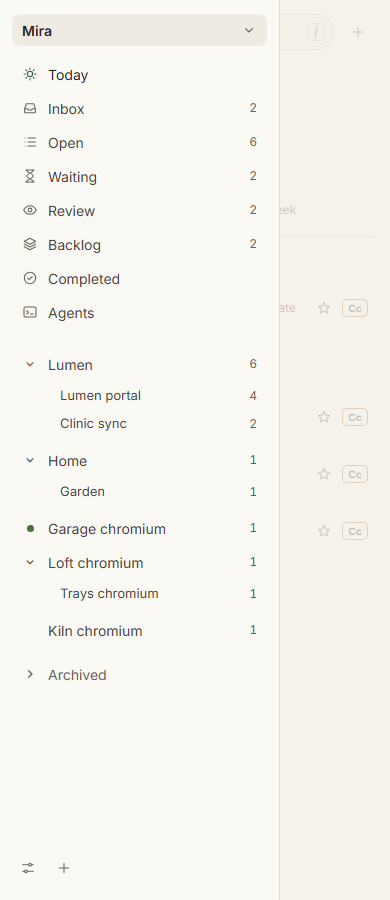 Mira
/
Today
Inbox 2
Open 6
Waiting 2
Review 2
eek
Backlog 2
Completed
Agents
ate Cc
Lumen 6
Lumen portal 4
Clinic sync 2
Cc
Home 1
Cc
Garden 1
Garage chromium 1
Cc
Loft chromium 1
Trays chromium 1
Kiln chromium 1
Archived